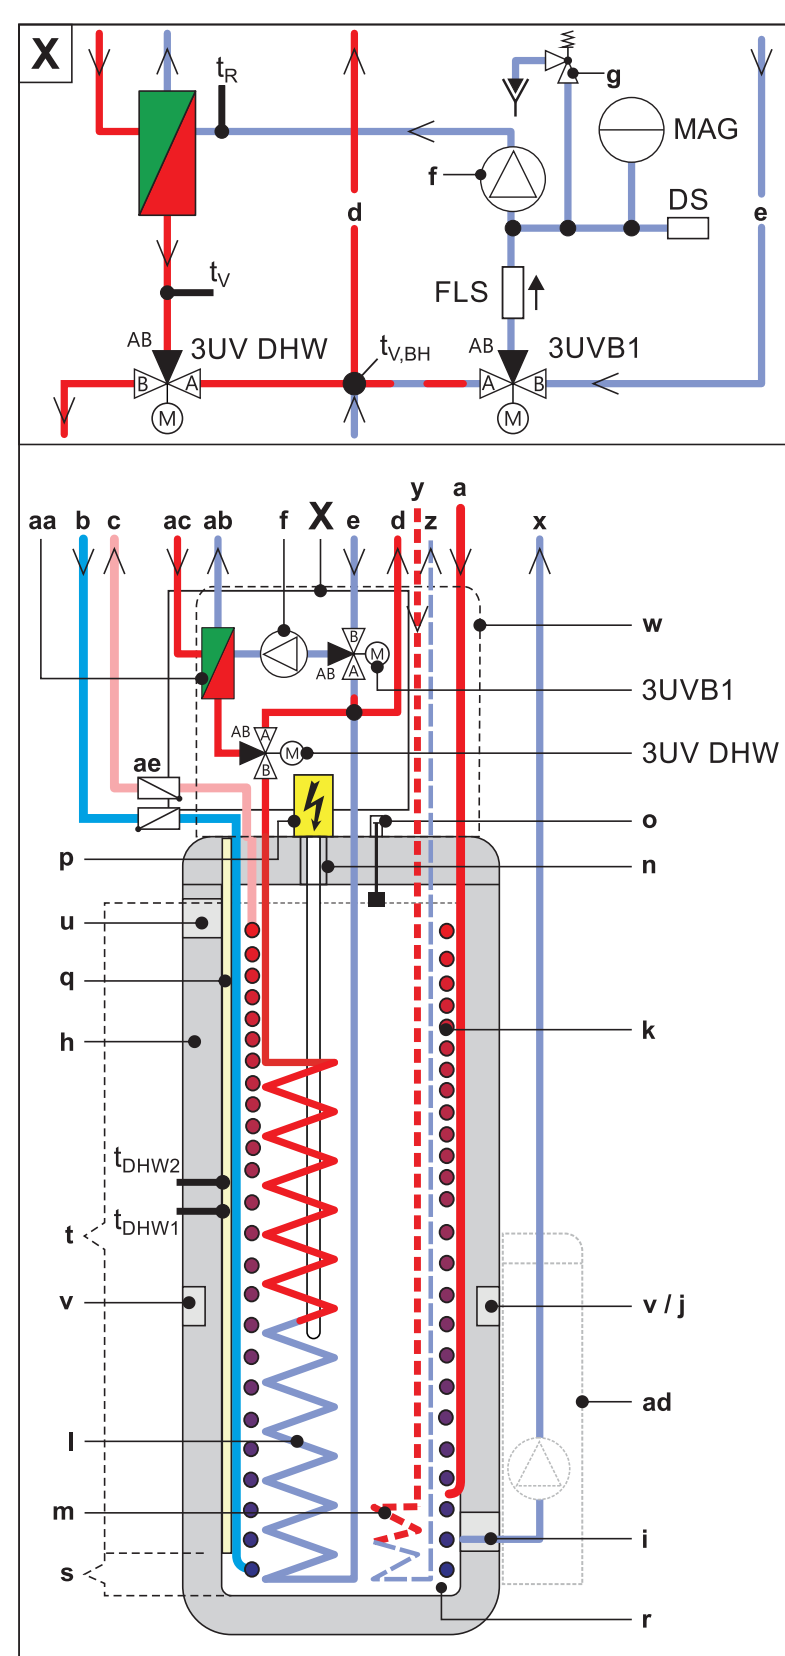 X
tR
g
MAG
f
DS
d
e
tV
FLS
AB
3UV DHW
tV,BH
AB
3UVB1
B
A
A
B
M
M
y
a
aa
b
c
ac
ab
f
X
e
d
z
x
w
B
M
AB
A
3UVB1
AB
A
M
3UV DHW
B
ae
o
p
n
u
q
h
k
tDHW2
tDHW1
t
v
v / j
ad
l
m
i
s
r